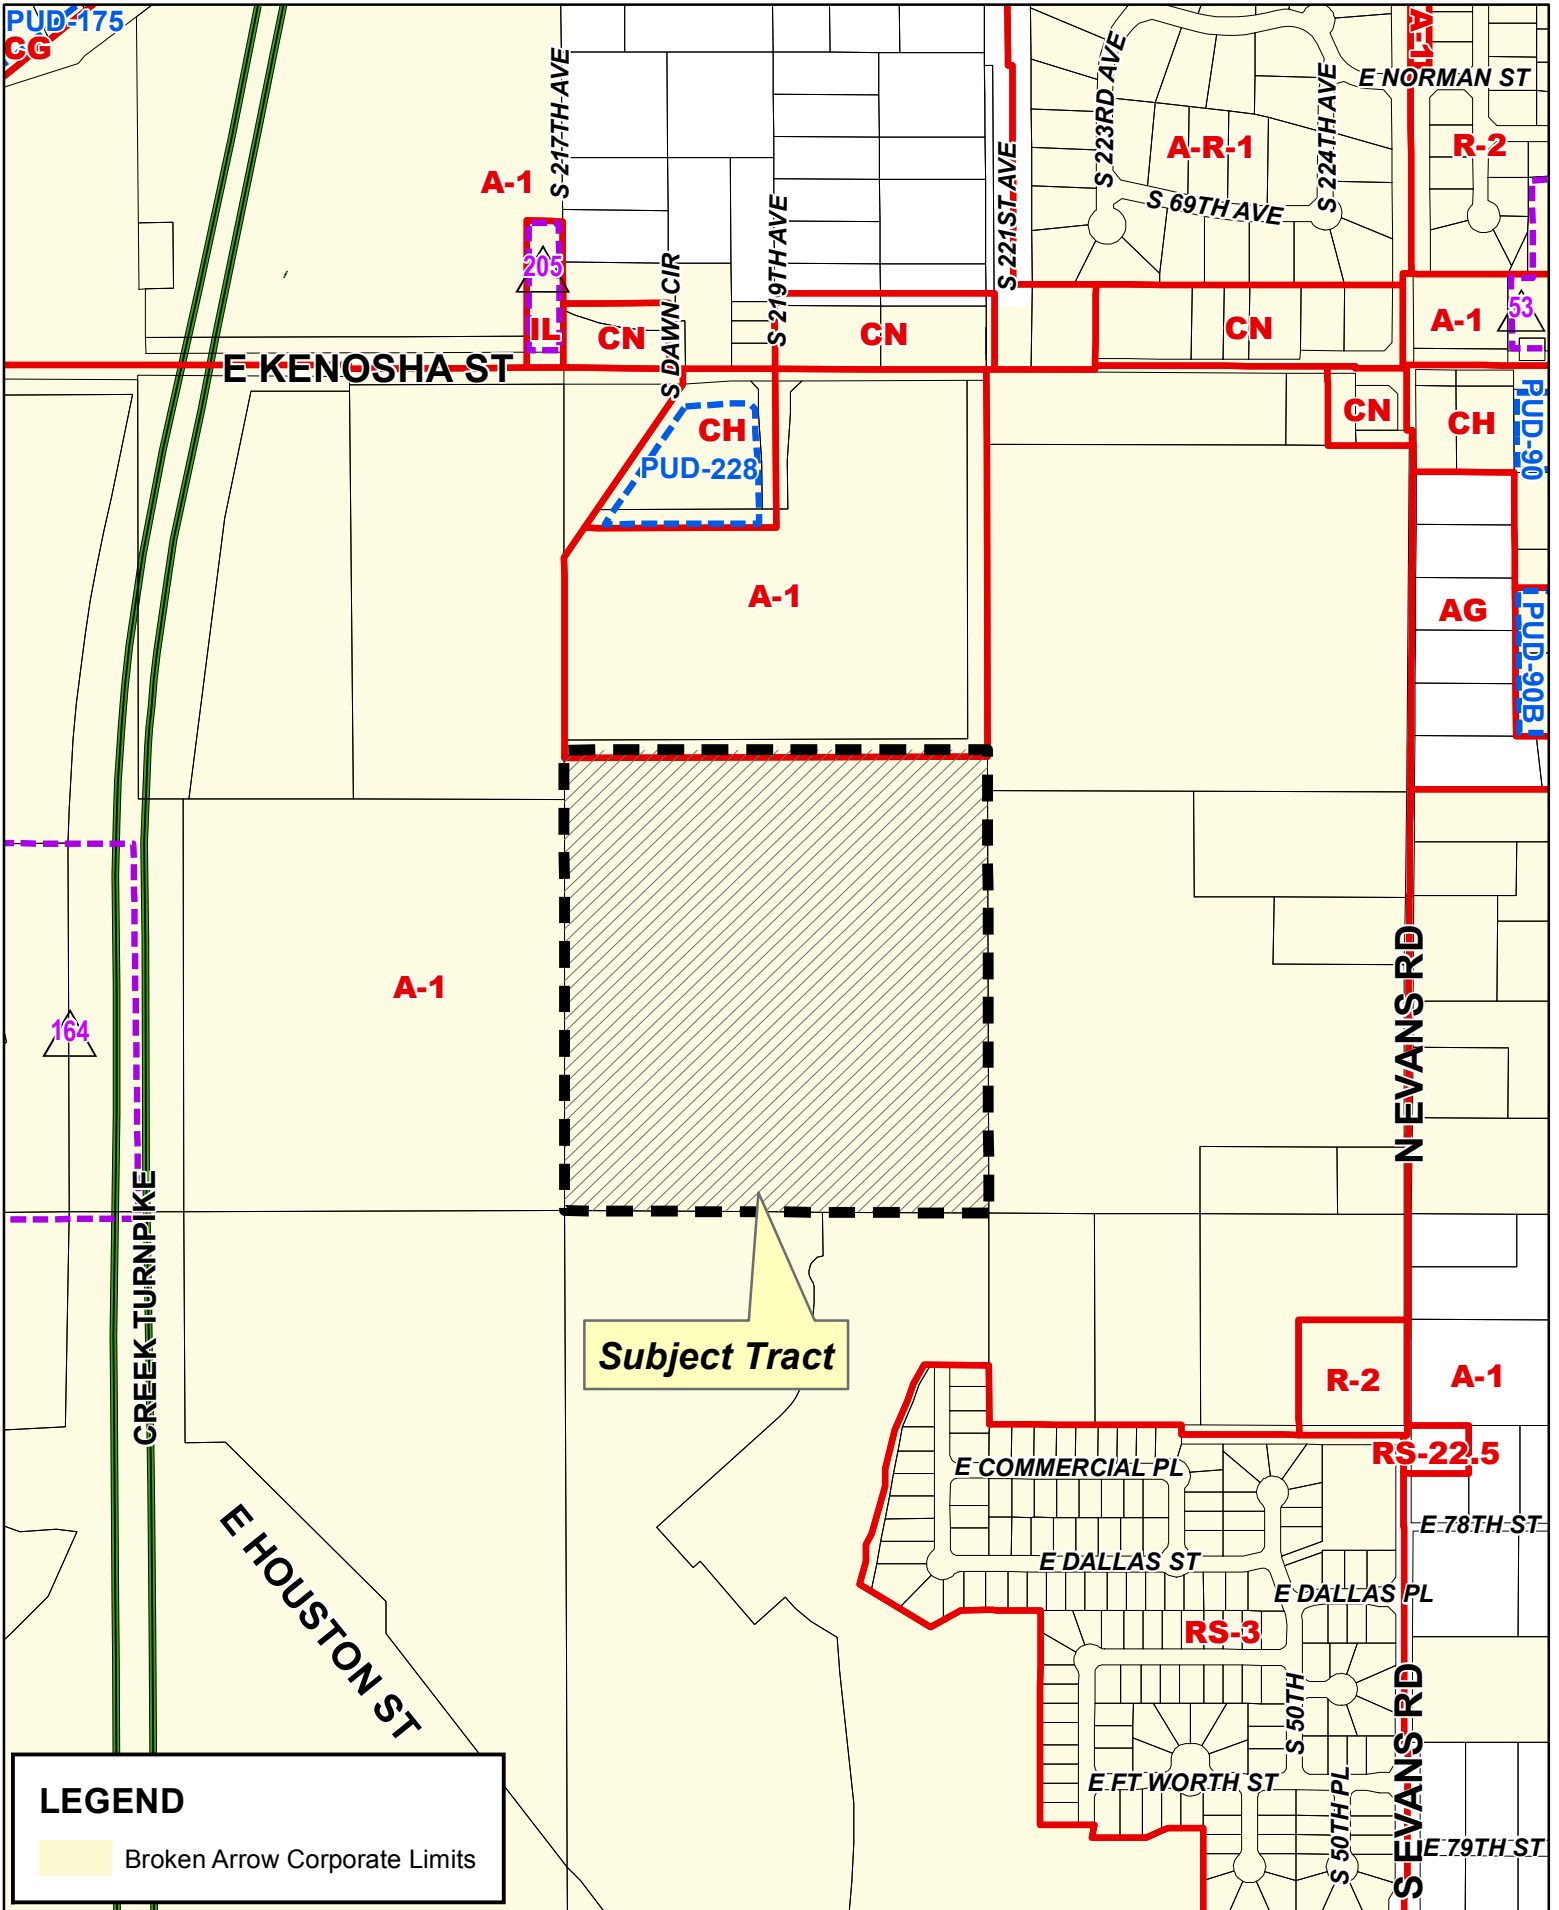 PUD-175
CG
S 217TH AVE
A-1
205
IL
S DAWN CIR
CN
S 219TH AVE
CN
S 221ST AVE
S 223RD AVE
A-R-1
S 69TH AVE
S 224TH AVE
A-1
E NORMAN ST
R-2
CN
A-1
53
E KENOSHA ST
CH
PUD-228
CN
CH
PUD-90
A-1
AG
PUD-90B
A-1
164
N EVANS RD
CREEK TURNPIKE
Subject Tract
R-2
A-1
RS-22.5
E COMMERCIAL PL
E 78TH ST
E DALLAS ST
E DALLAS PL
RS-3
E HOUSTON ST
S 50TH
S EVANS RD
E FT WORTH ST
S 50TH PL
E 79TH ST
LEGEND
Broken Arrow Corporate Limits